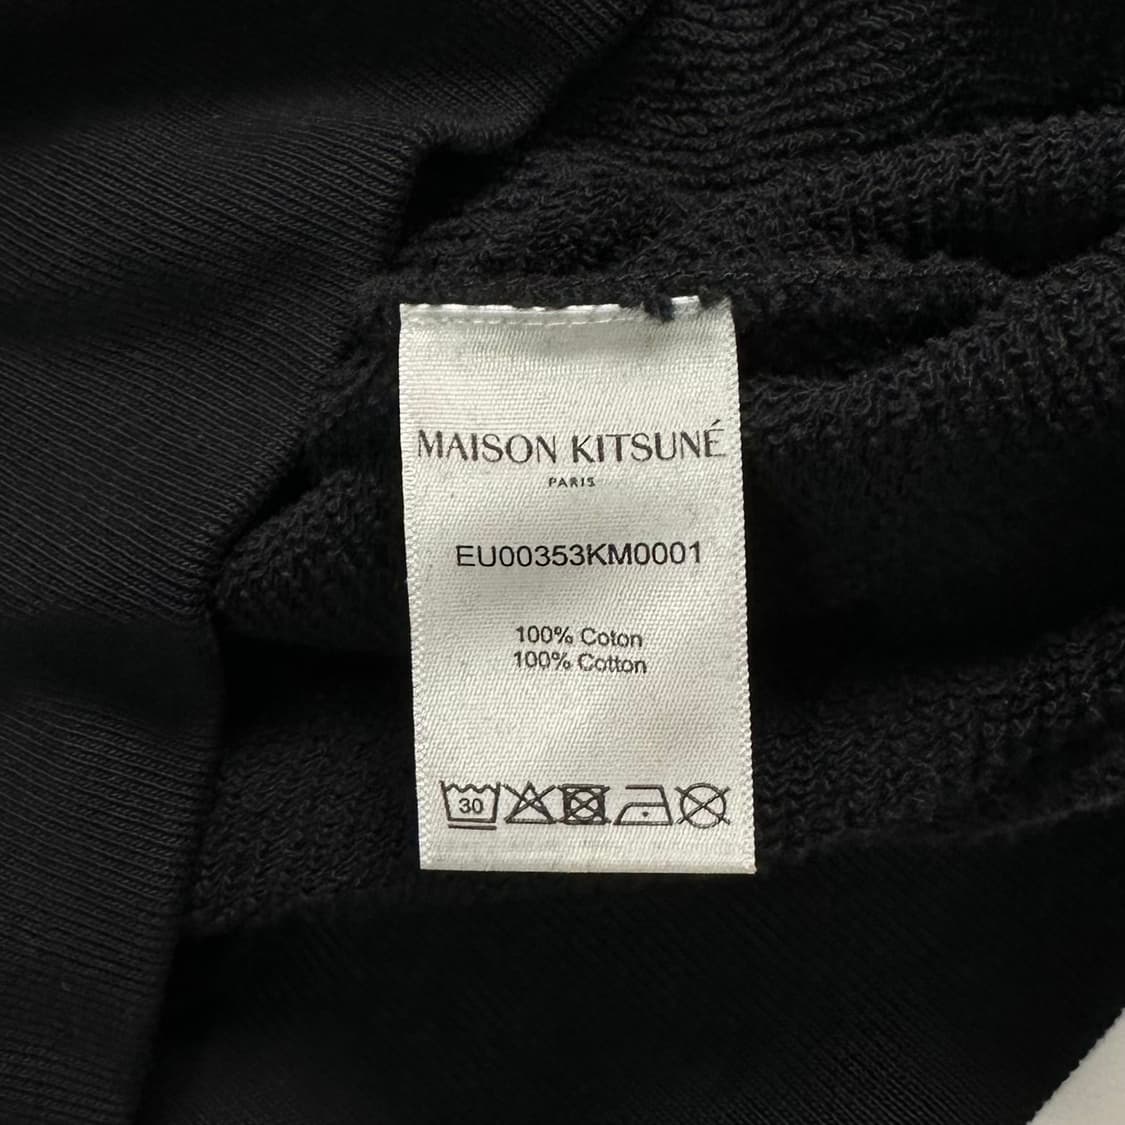 MAISON KITSUNÉ
PARIS
EU00353KM0001
100% Coton
100% Cotton
30